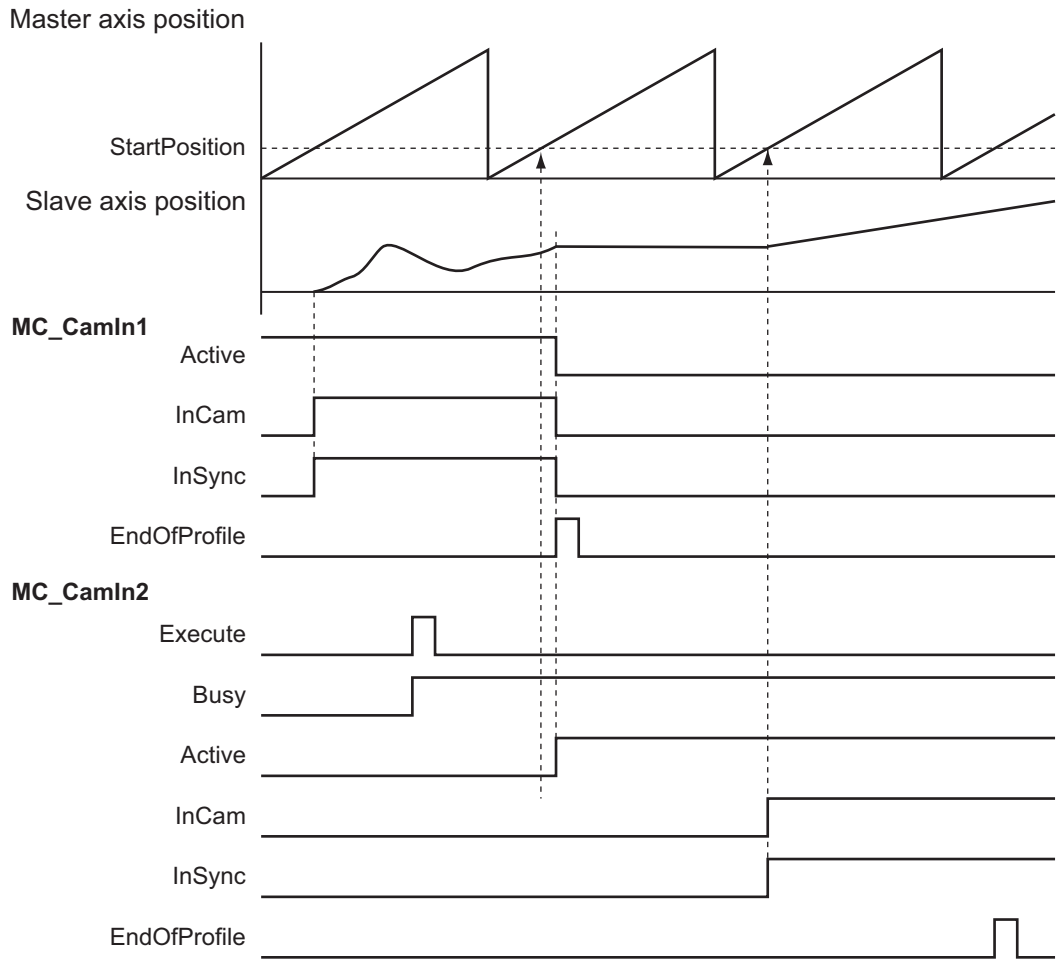 Master axis position
StartPosition
Slave axis position
MC_CamIn1
Active
InCam
InSync
EndOfProfile
MC_CamIn2
Execute
Busy
Active
InCam
InSync
EndOfProfile